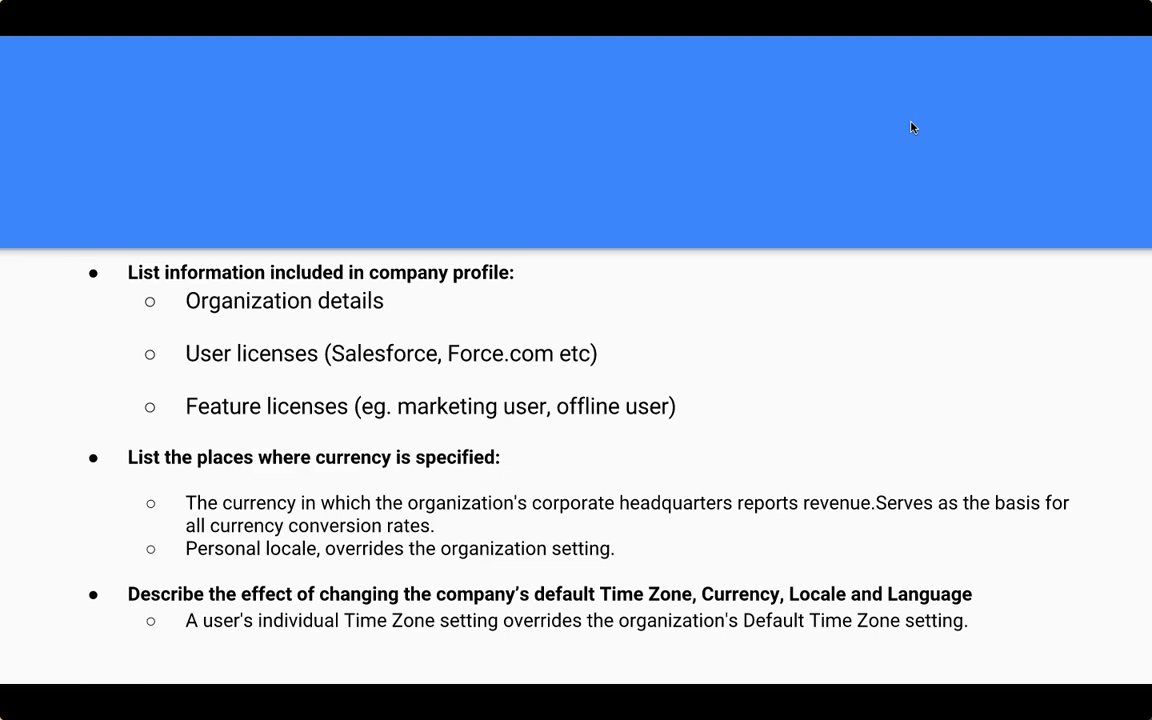 ● List information included in company profile:
○ Organization details
○ User licenses (Salesforce, Force.com etc)
○ Feature licenses (eg. marketing user, offline user)
● List the places where currency is specified:
○ The currency in which the organization's corporate headquarters reports revenue.Serves as the basis for
all currency conversion rates.
○ Personal locale, overrides the organization setting.
● Describe the effect of changing the company’s default Time Zone, Currency, Locale and Language
○ A user's individual Time Zone setting overrides the organization's Default Time Zone setting.